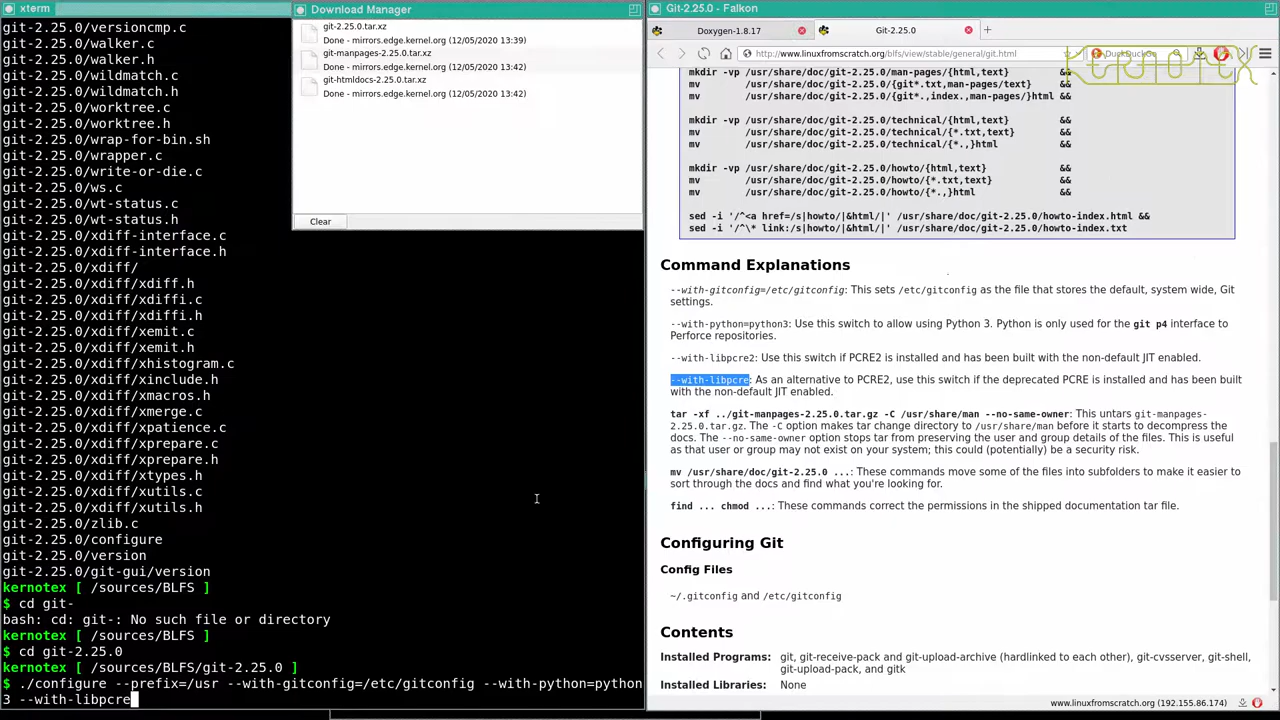 xterm
git-2.25.0/versioncmp.c
git-2.25.0/walker.c
git-2.25.0/walker.h
git-2.25.0/wildmatch.c
git-2.25.0/wildmatch.h
git-2.25.0/worktree.c
git-2.25.0/worktree.h
git-2.25.0/wrap-for-bin.sh
git-2.25.0/wrapper.c
git-2.25.0/write-or-die.c
git-2.25.0/ws.c
git-2.25.0/wt-status.c
git-2.25.0/wt-status.h
git-2.25.0/xdiff-interface.c
git-2.25.0/xdiff-interface.h
git-2.25.0/xdiff/
git-2.25.0/xdiff/xdiff.h
git-2.25.0/xdiff/xdiffi.c
git-2.25.0/xdiff/xdiffi.h
git-2.25.0/xdiff/xemit.c
git-2.25.0/xdiff/xemit.h
git-2.25.0/xdiff/xhistogram.c
git-2.25.0/xdiff/xinclude.h
git-2.25.0/xdiff/xmacros.h
git-2.25.0/xdiff/xmerge.c
git-2.25.0/xdiff/xpatience.c
git-2.25.0/xdiff/xprepare.c
git-2.25.0/xdiff/xprepare.h
git-2.25.0/xdiff/xtypes.h
git-2.25.0/xdiff/xutils.c
git-2.25.0/xdiff/xutils.h
git-2.25.0/zlib.c
git-2.25.0/configure
git-2.25.0/version
git-2.25.0/git-gui/version
kernotex [ /sources/BLFS ]
$ cd git-
bash: cd: git-: No such file or directory
kernotex [ /sources/BLFS ]
$ cd git-2.25.0
kernotex [ /sources/BLFS/git-2.25.0 ]
$ ./configure --prefix=/usr --with-gitconfig=/etc/gitconfig --with-python=python
3 --with-libpcre
Download Manager
git-2.25.0.tar.xz
Done - mirrors.edge.kernel.org (12/05/2020 13:39)
git-manpages-2.25.0.tar.xz
Done - mirrors.edge.kernel.org (12/05/2020 13:42)
git-htmldocs-2.25.0.tar.xz
Done - mirrors.edge.kernel.org (12/05/2020 13:42)
Clear
Git-2.25.0 - Falkon
Doxygen-1.8.17
Git-2.25.0
http://www.linuxfromscratch.org/blfs/view/stable/general/git.html
DuckDuckGo
KERNOTEX
mkdir -vp /usr/share/doc/git-2.25.0/man-pages/{html,text} &&
mv /usr/share/doc/git-2.25.0/{git*.txt,man-pages/text} &&
mv /usr/share/doc/git-2.25.0/{git*.,index.,man-pages/}html &&
mkdir -vp /usr/share/doc/git-2.25.0/technical/{html,text} &&
mv /usr/share/doc/git-2.25.0/technical/{*.txt,text} &&
mv /usr/share/doc/git-2.25.0/technical/{*.,}html &&
mkdir -vp /usr/share/doc/git-2.25.0/howto/{html,text} &&
mv /usr/share/doc/git-2.25.0/howto/{*.txt,text} &&
mv /usr/share/doc/git-2.25.0/howto/{*.,}html &&
sed -i '/^<a href=/s|howto/|&html/|' /usr/share/doc/git-2.25.0/howto-index.html &&
sed -i '/^\* link:/s|howto/|&html/|' /usr/share/doc/git-2.25.0/howto-index.txt
Command Explanations
--with-gitconfig=/etc/gitconfig: This sets /etc/gitconfig as the file that stores the default, system wide, Git
settings.
--with-python=python3: Use this switch to allow using Python 3. Python is only used for the git p4 interface to
Perforce repositories.
--with-libpcre2: Use this switch if PCRE2 is installed and has been built with the non-default JIT enabled.
--with-libpcre: As an alternative to PCRE2, use this switch if the deprecated PCRE is installed and has been built
with the non-default JIT enabled.
tar -xf ../git-manpages-2.25.0.tar.gz -C /usr/share/man --no-same-owner: This untars git-manpages-
2.25.0.tar.gz. The -C option makes tar change directory to /usr/share/man before it starts to decompress the
docs. The --no-same-owner option stops tar from preserving the user and group details of the files. This is useful
as that user or group may not exist on your system; this could (potentially) be a security risk.
mv /usr/share/doc/git-2.25.0 ...: These commands move some of the files into subfolders to make it easier to
sort through the docs and find what you're looking for.
find ... chmod ...: These commands correct the permissions in the shipped documentation tar file.
Configuring Git
Config Files
~/.gitconfig and /etc/gitconfig
Contents
Installed Programs: git, git-receive-pack and git-upload-archive (hardlinked to each other), git-cvsserver, git-shell,
git-upload-pack, and gitk
Installed Libraries: None
www.linuxfromscratch.org (192.155.86.174)